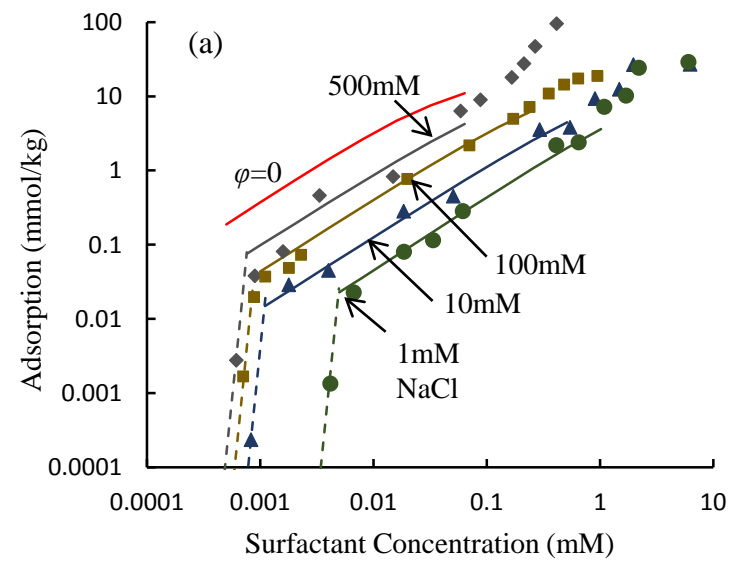 100
10
1
0.1
0.01
0.001
0.0001
Adsorption (mmol/kg)
(a)
500mM
φ=0
100mM
10mM
1mM
NaCl
0.0001
0.001
0.01
0.1
1
10
Surfactant Concentration (mM)